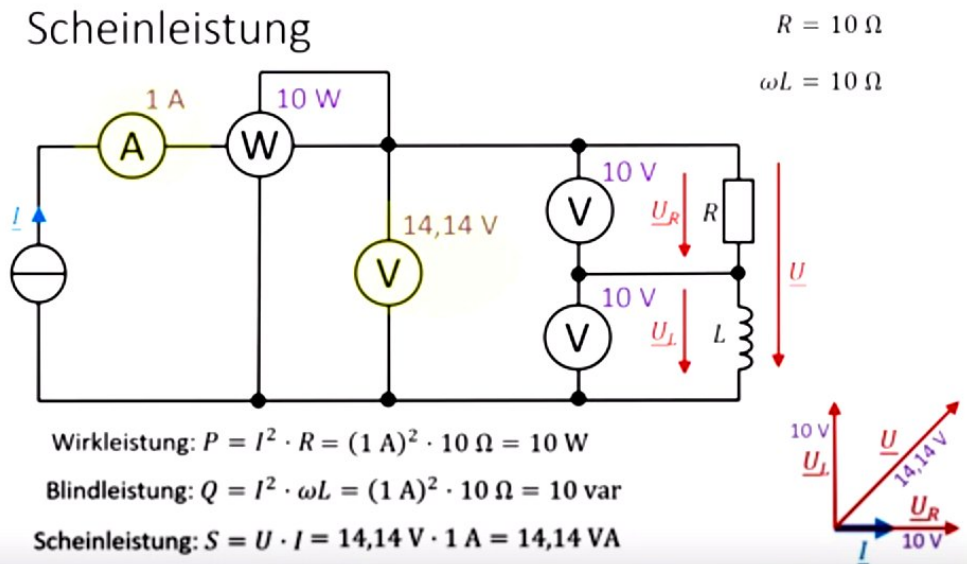 Scheinleistung
R = 10 Ω
ωL = 10 Ω
1 A
10 W
A
W
I
14,14 V
V
10 V
V
U_R
R
U
10 V
V
U_L
L
Wirkleistung: P = I² · R = (1 A)² · 10 Ω = 10 W
Blindleistung: Q = I² · ωL = (1 A)² · 10 Ω = 10 var
Scheinleistung: S = U · I = 14,14 V · 1 A = 14,14 VA
10 V
U_L
U
14,14 V
U_R
10 V
I